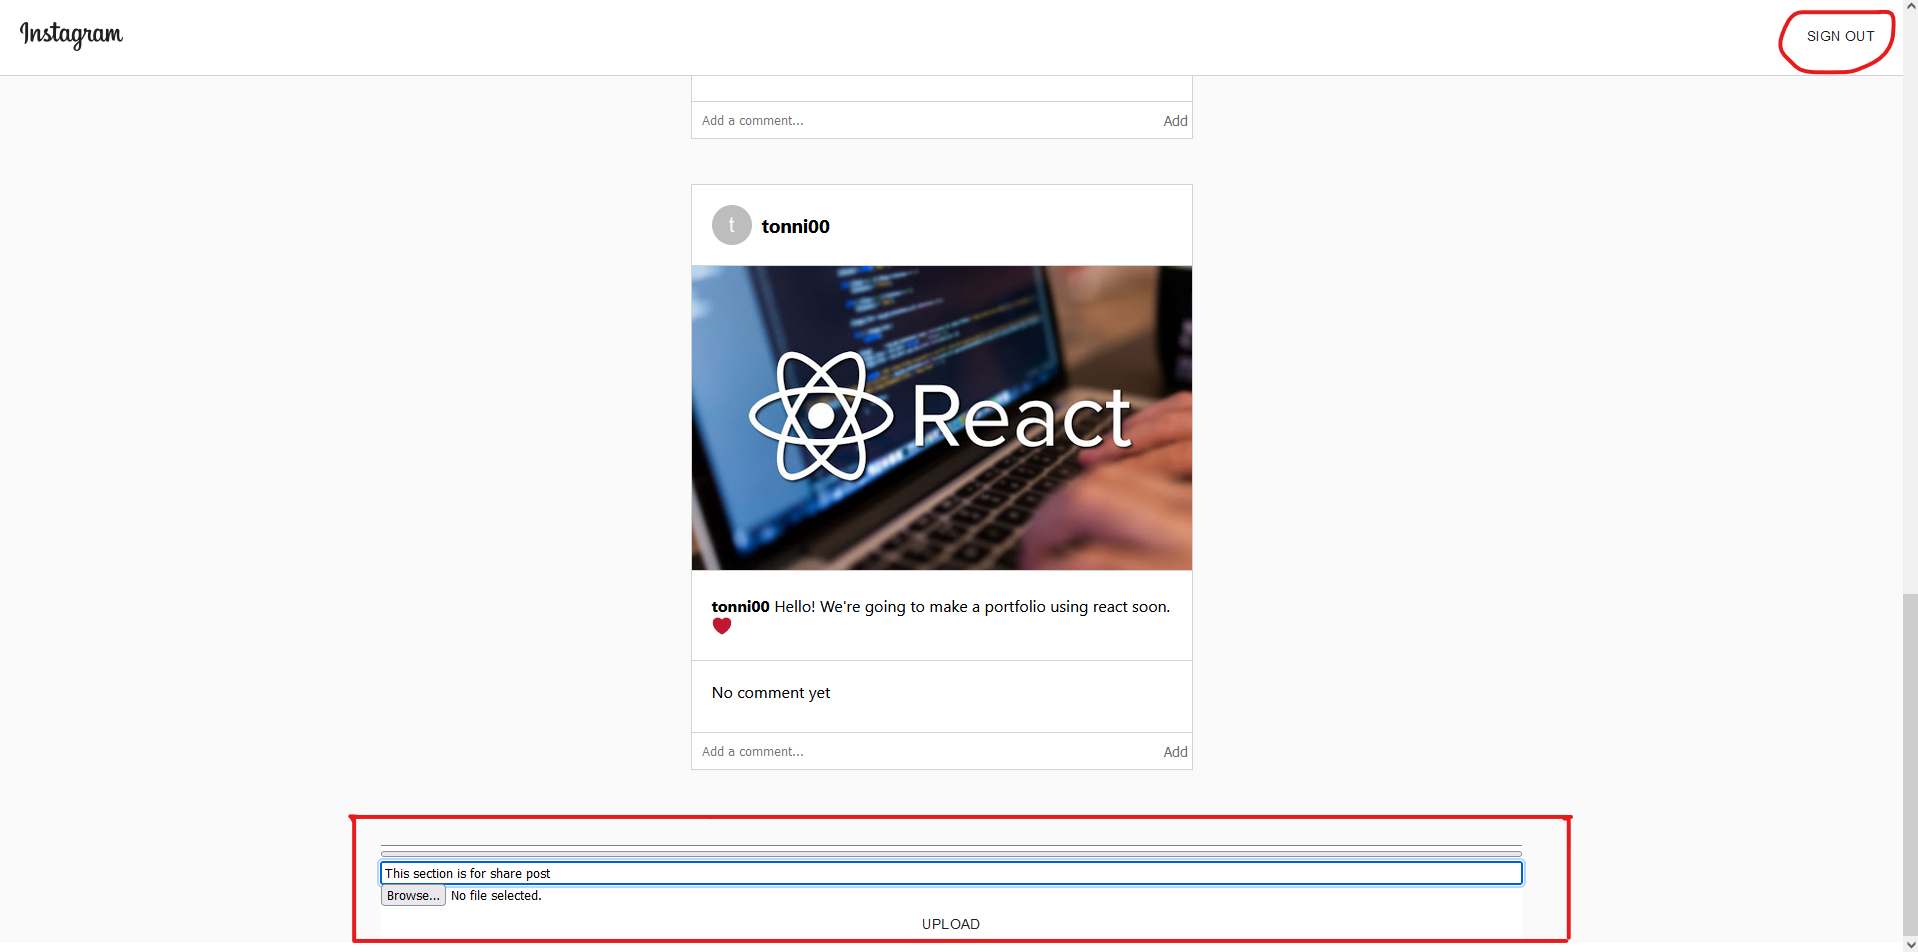 Instagram
SIGN OUT
Add a comment...
Add
t
tonni00
React
tonni00 Hello! We're going to make a portfolio using react soon.
No comment yet
Add a comment...
Add
This section is for share post
Browse... No file selected.
UPLOAD